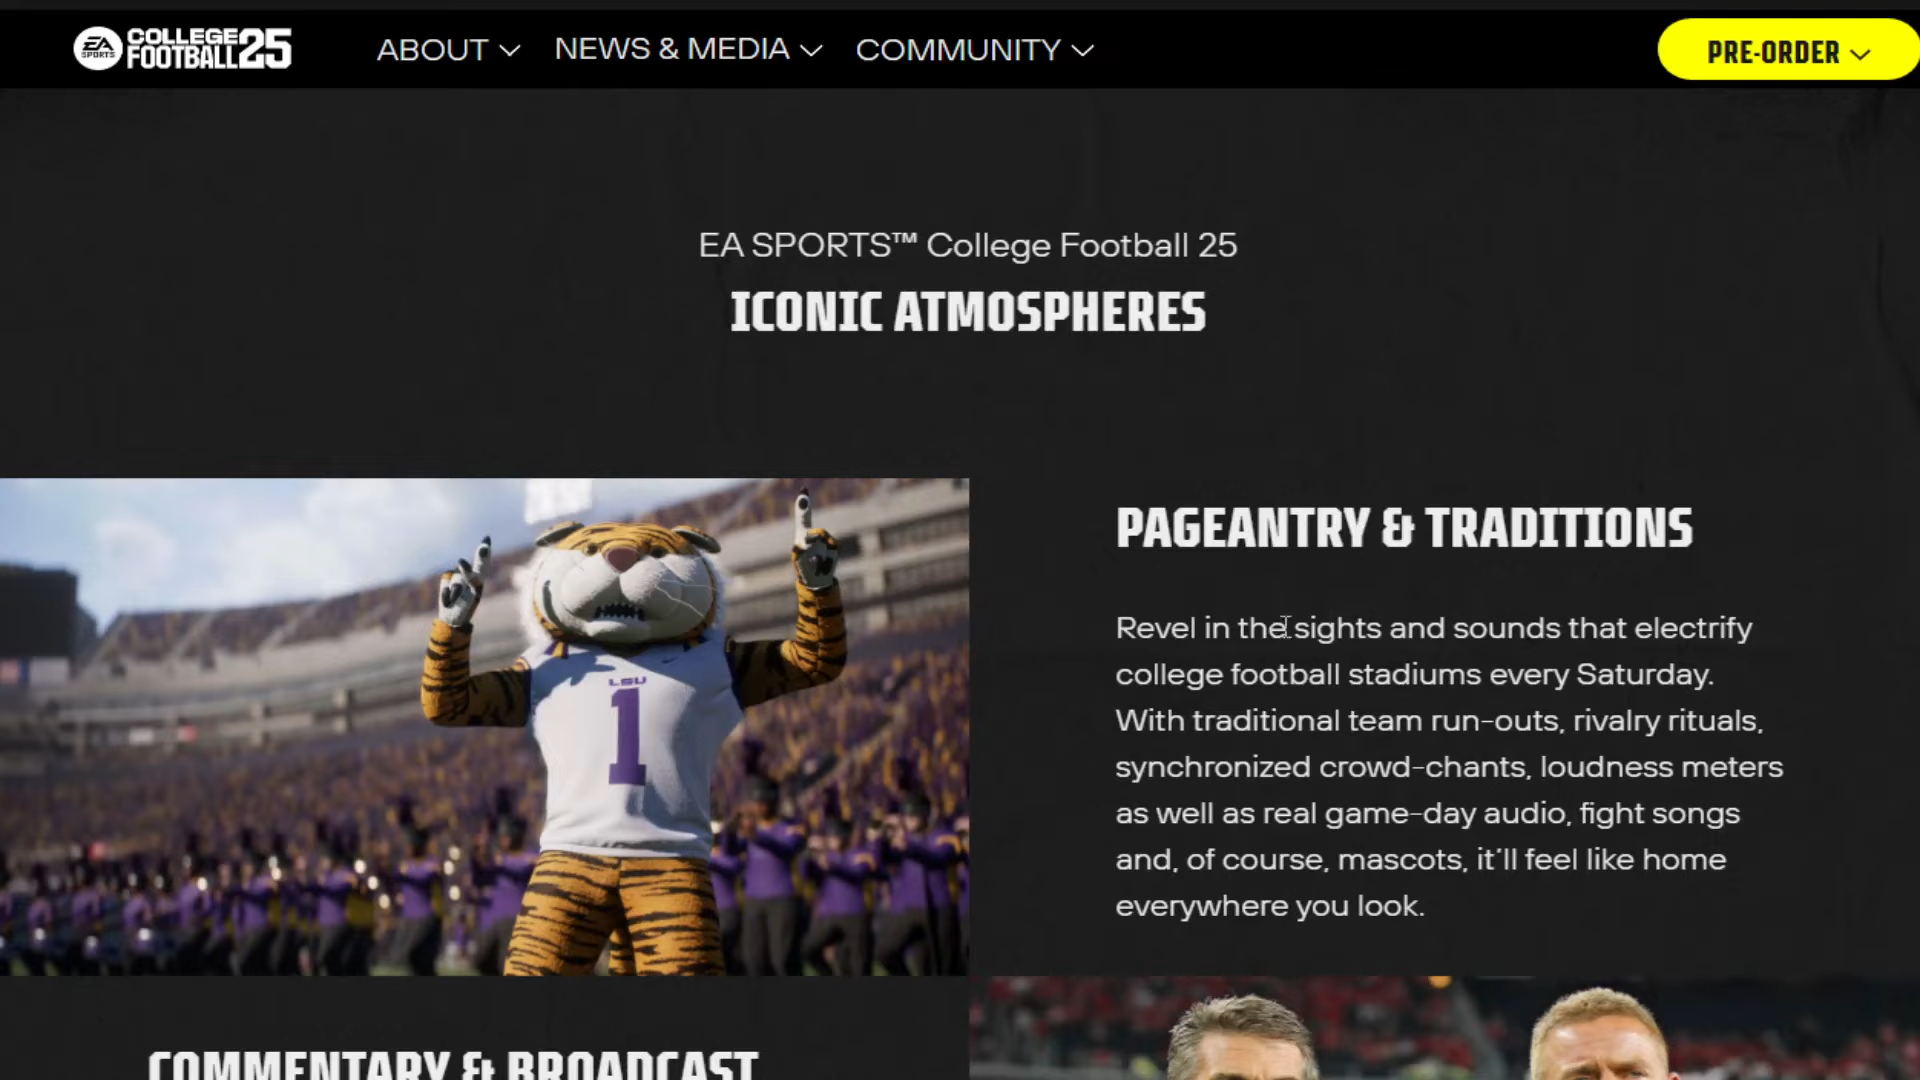 EA SPORTS COLLEGE FOOTBALL 25
ABOUT
NEWS & MEDIA
COMMUNITY
PRE-ORDER
EA SPORTS™ College Football 25
ICONIC ATMOSPHERES
PAGEANTRY & TRADITIONS
Revel in the sights and sounds that electrify
college football stadiums every Saturday.
With traditional team run-outs, rivalry rituals,
synchronized crowd-chants, loudness meters
as well as real game-day audio, fight songs
and, of course, mascots, it'll feel like home
everywhere you look.
LSU
1
COMMENTARY & BROADCAST